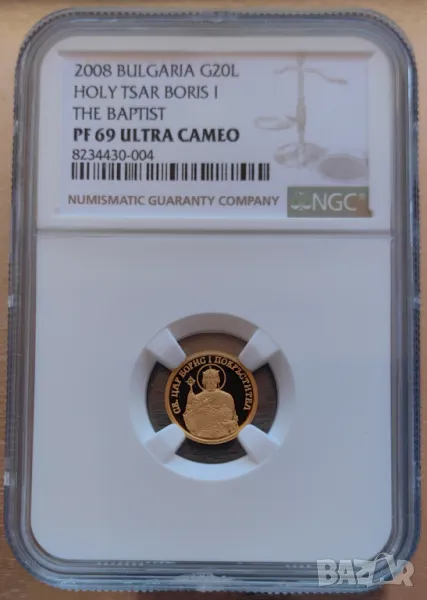 2008 BULGARIA G20L
HOLY TSAR BORIS I
THE BAPTIST
PF 69 ULTRA CAMEO
8234430-004
NUMISMATIC GUARANTY COMPANY
NGC
СВ. ЦАР БОРИС I ПОКРЪСТИТЕЛ
BAZAR